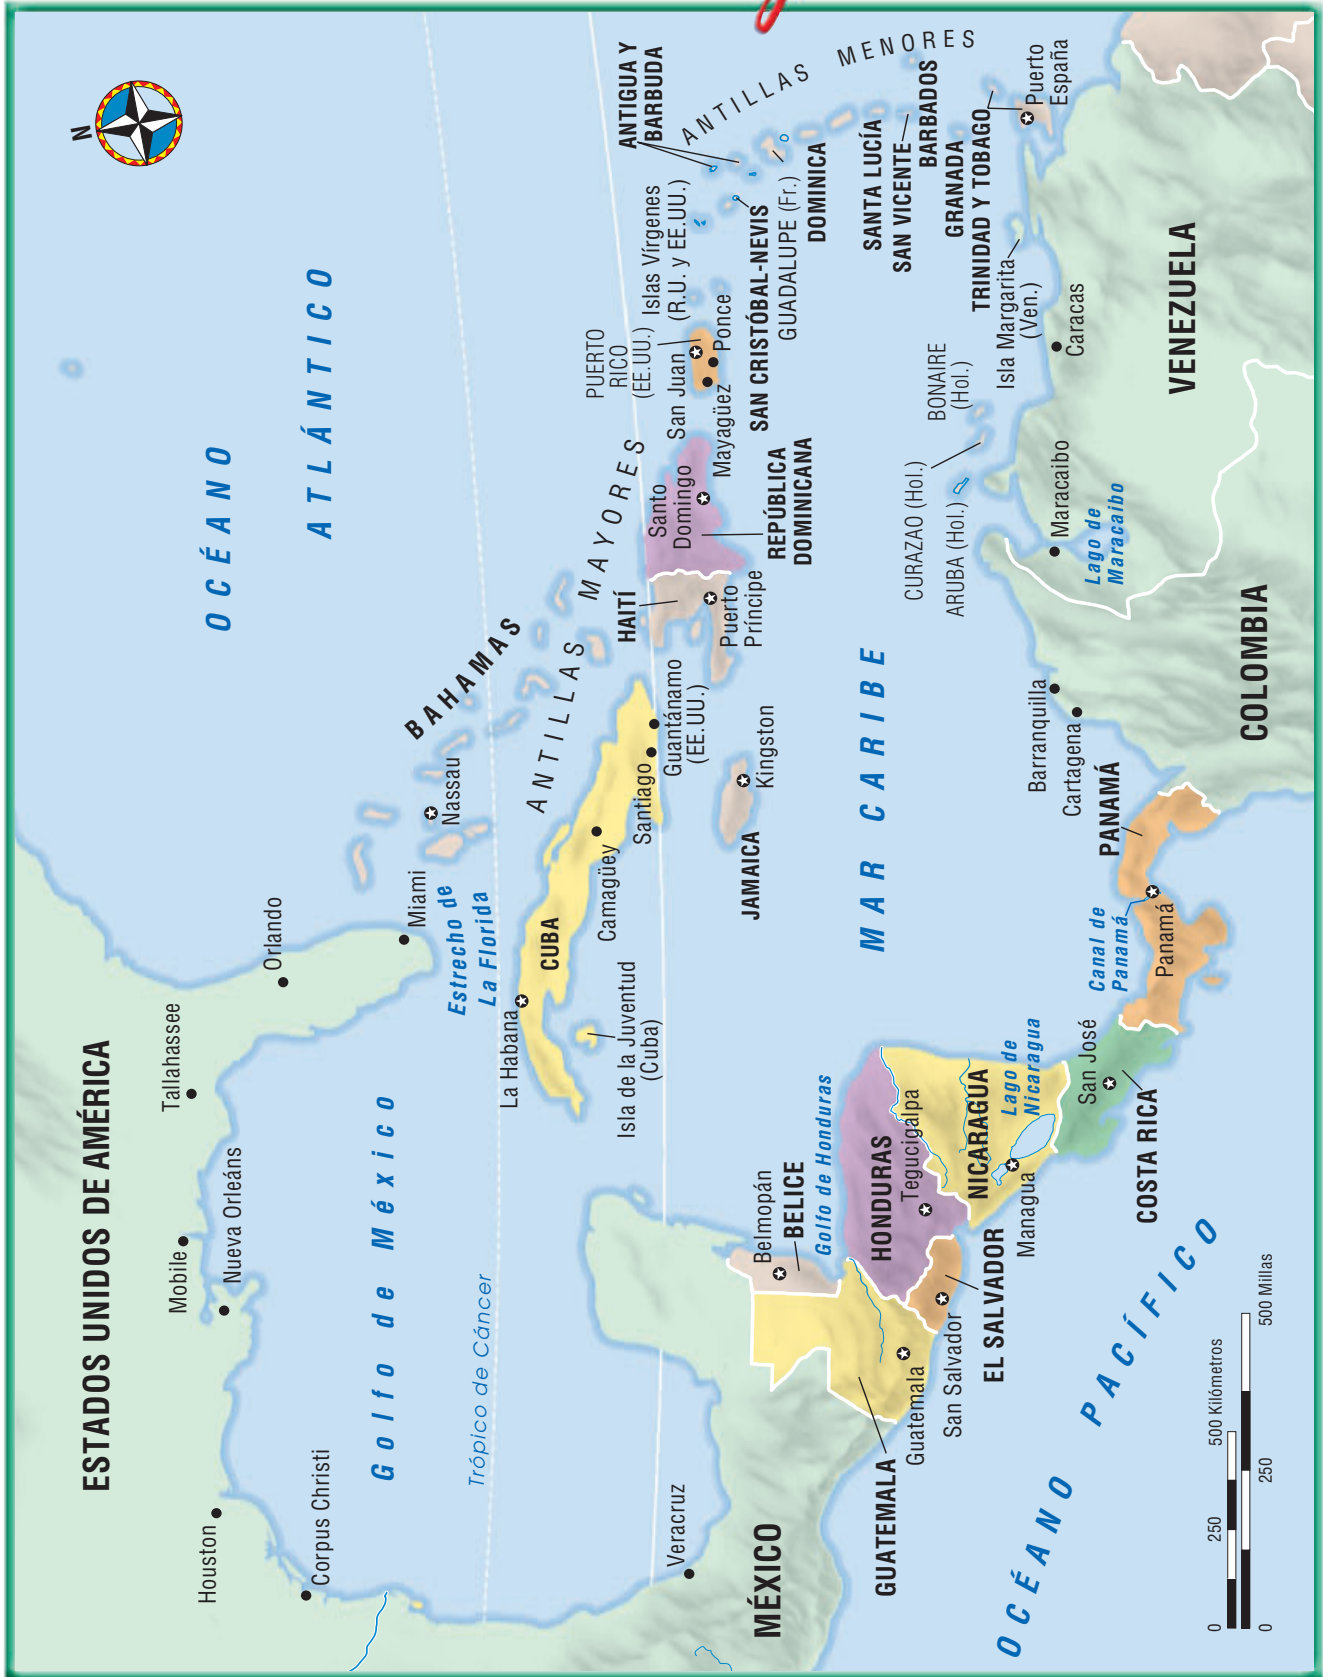 N
ESTADOS UNIDOS DE AMÉRICA
Houston
Corpus Christi
Mobile
Nueva Orleáns
Tallahassee
Orlando
Miami
OCÉANO
ATLÁNTICO
Golfo de México
Trópico de Cáncer
Estrecho de
La Florida
BAHAMAS
Nassau
La Habana
CUBA
Camagüey
Santiago
Guantánamo
(EE.UU.)
Isla de la Juventud
(Cuba)
ANTILLAS MAYORES
HAITÍ
Puerto
Príncipe
Santo
Domingo
REPÚBLICA
DOMINICANA
PUERTO
RICO
(EE.UU.)
San Juan
Mayagüez
Ponce
Islas Vírgenes
(R.U. y EE.UU.)
ANTIGUA Y
BARBUDA
ANTILLAS MENORES
SAN CRISTÓBAL-NEVIS
GUADALUPE (Fr.)
DOMINICA
SANTA LUCÍA
SAN VICENTE
BARBADOS
GRANADA
TRINIDAD Y TOBAGO
Puerto
España
JAMAICA
Kingston
MAR CARIBE
MÉXICO
Veracruz
Belmopán
BELICE
Golfo de Honduras
GUATEMALA
Guatemala
HONDURAS
Tegucigalpa
San Salvador
EL SALVADOR
NICARAGUA
Managua
Lago de
Nicaragua
San José
COSTA RICA
Canal de
Panamá
Panamá
PANAMÁ
CURAZAO (Hol.)
ARUBA (Hol.)
BONAIRE
(Hol.)
Isla Margarita
(Ven.)
Caracas
VENEZUELA
Maracaibo
Lago de
Maracaibo
Barranquilla
Cartagena
COLOMBIA
OCÉANO PACÍFICO
0 250 500 Kilómetros
0 250 500 Millas